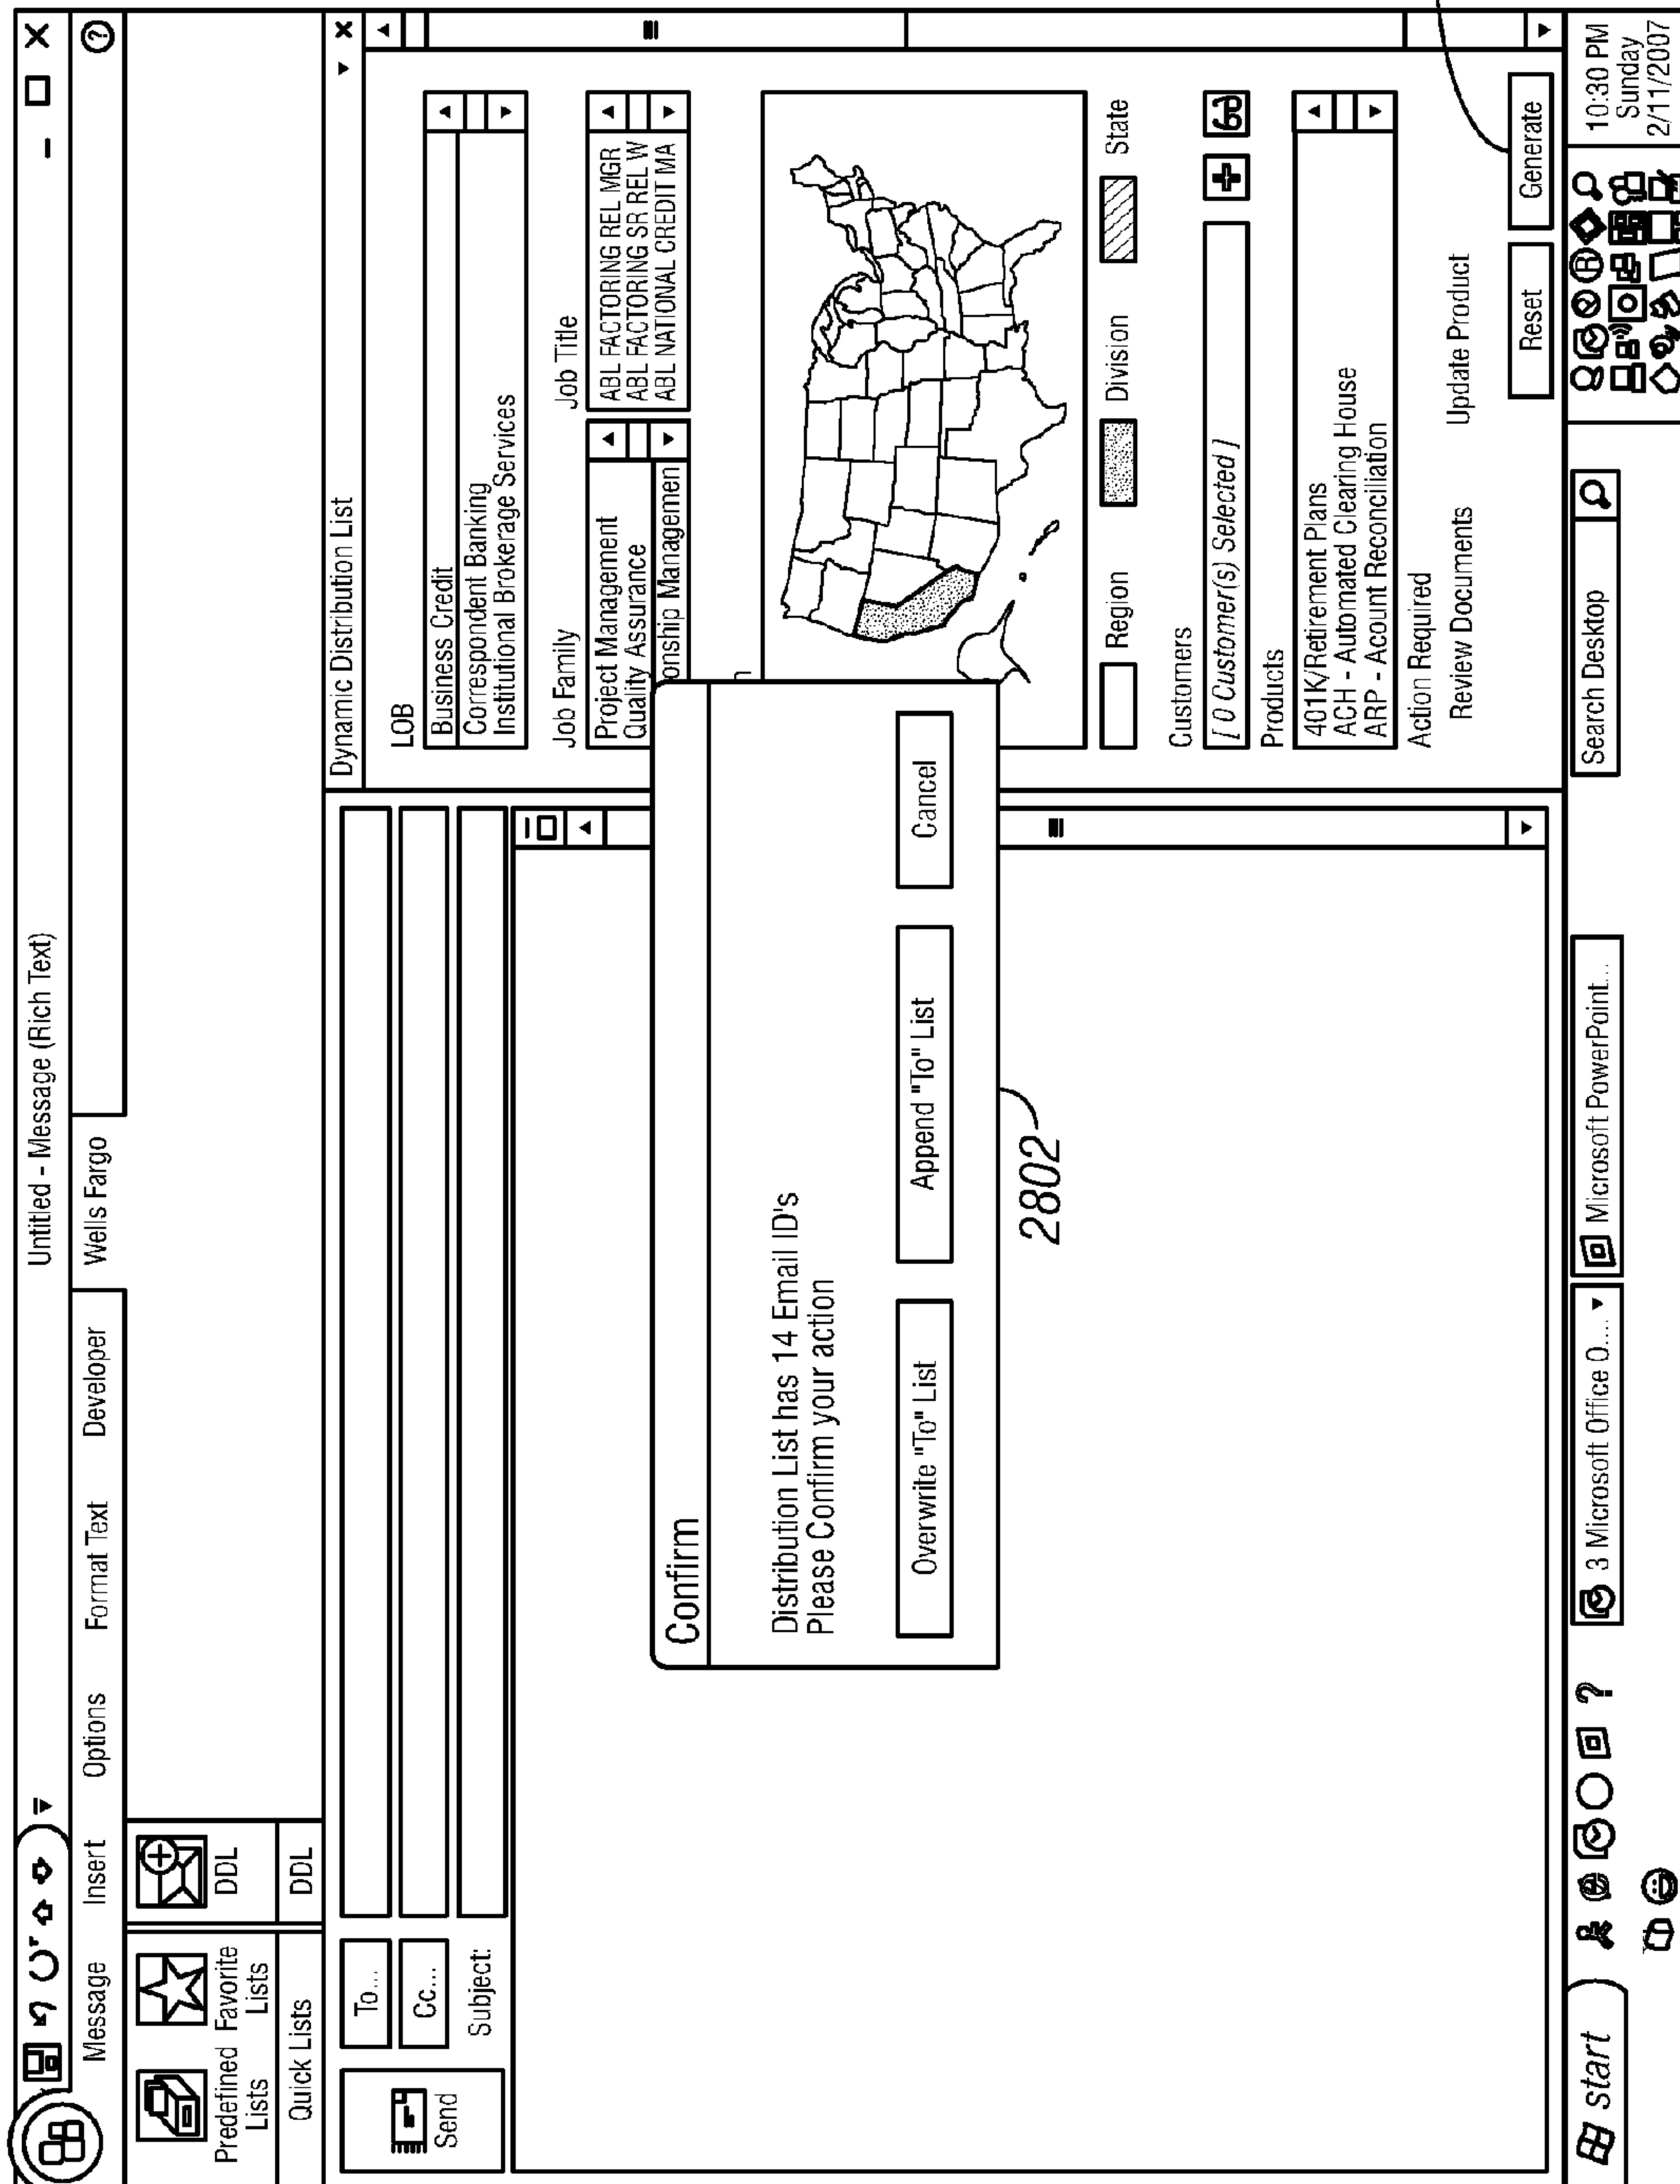 Untitled - Message (Rich Text)
Message Insert Options Format Text Developer Wells Fargo
Predefined Lists
Favorite Lists
DDL
Quick Lists
DDL
Dynamic Distribution List
Send
To...
Cc...
Subject:
LOB
Business Credit
Correspondent Banking
Institutional Brokerage Services
Job Family
Project Management
Quality Assurance
onship Managemen
Job Title
ABL FACTORING REL MGR
ABL FACTORING SR REL W
ABL NATIONAL CREDIT MA
Confirm
Distribution List has 14 Email ID's
Please Confirm your action
Overwrite "To" List
Append "To" List
Cancel
2802
Region
Division
State
Customers
[ 0 Customer(s) Selected ]
Products
401K/Retirement Plans
ACH - Automated Clearing House
ARP - Acount Reconciliation
Action Required
Review Documents
Update Product
Reset
Generate
start
3 Microsoft Office O....
Microsoft PowerPoint...
Search Desktop
10:30 PM
Sunday
2/11/2007